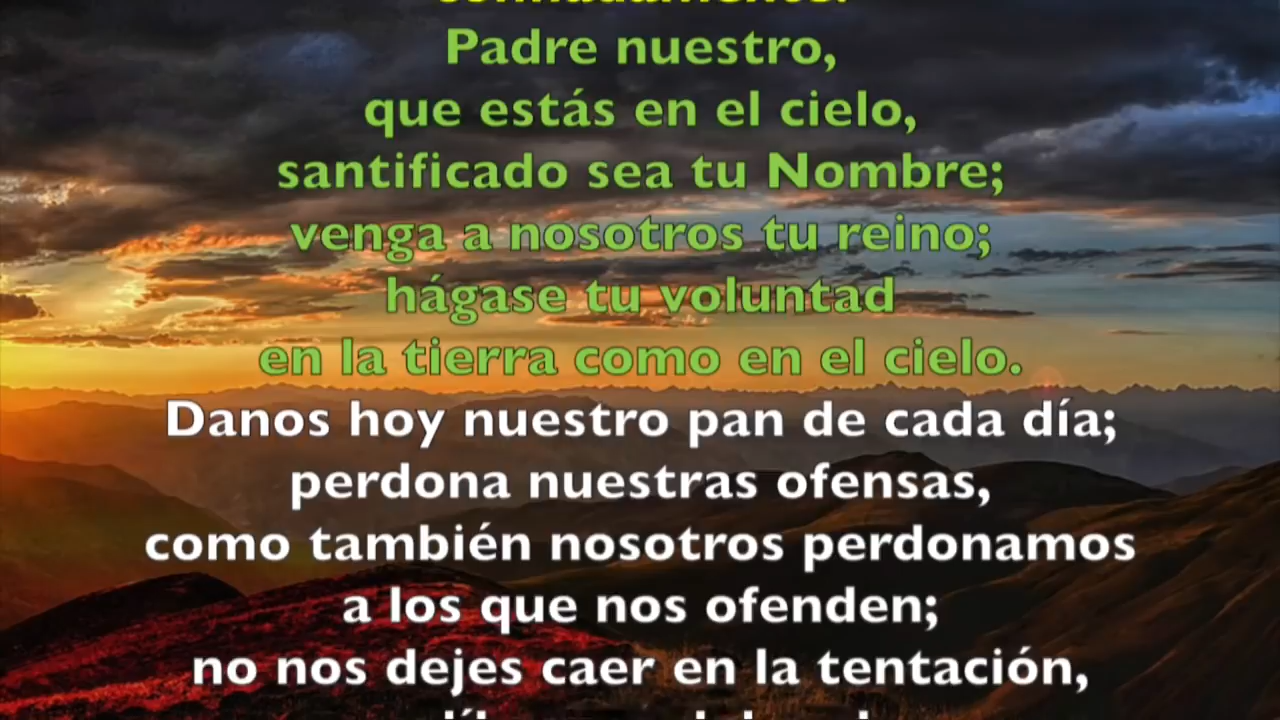 Padre nuestro,
que estás en el cielo,
santificado sea tu Nombre;
venga a nosotros tu reino;
hágase tu voluntad
en la tierra como en el cielo.
Danos hoy nuestro pan de cada día;
perdona nuestras ofensas,
como también nosotros perdonamos
a los que nos ofenden;
no nos dejes caer en la tentación,